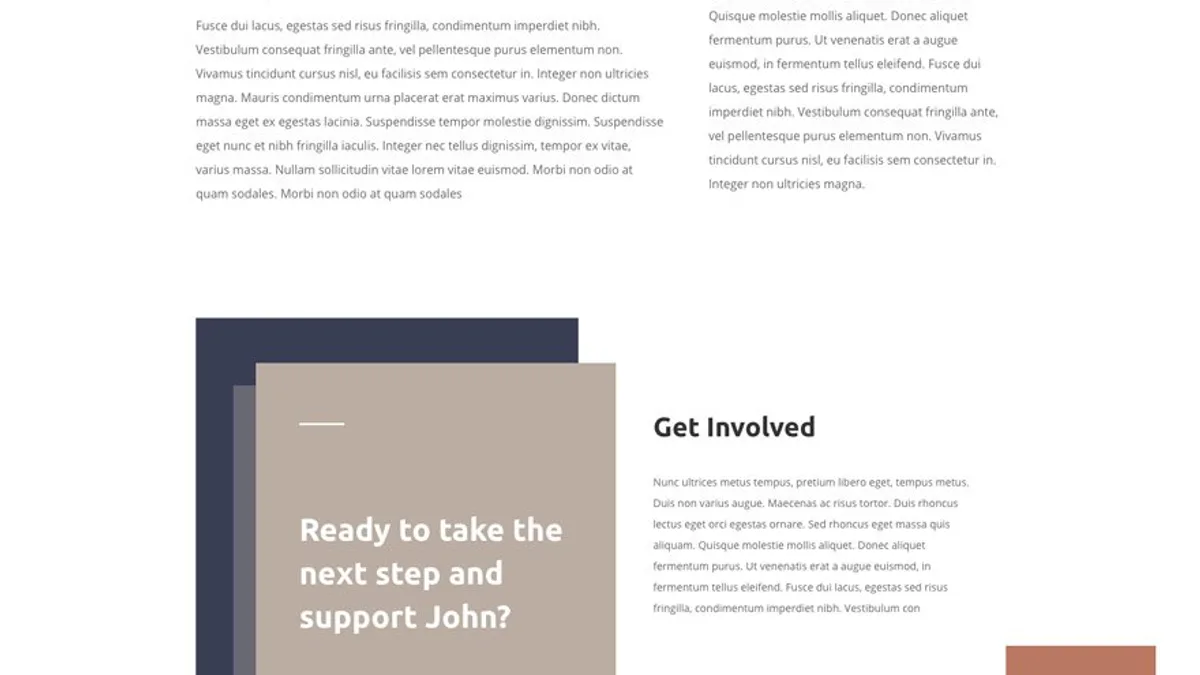 Fusce dui lacus, egestas sed risus fringilla, condimentum imperdiet nibh.
Vestibulum consequat fringilla ante, vel pellentesque purus elementum non.
Vivamus tincidunt cursus nisl, eu facilisis sem consectetur in. Integer non ultricies
magna. Mauris condimentum urna placerat erat maximus varius. Donec dictum
massa eget ex egestas lacinia. Suspendisse tempor molestie dignissim. Suspendisse
eget nunc et nibh fringilla iaculis. Integer nec tellus dignissim, tempor ex vitae,
varius massa. Nullam sollicitudin vitae lorem vitae euismod. Morbi non odio at
quam sodales. Morbi non odio at quam sodales
Quisque molestie mollis aliquet. Donec aliquet
fermentum purus. Ut venenatis erat a augue
euismod, in fermentum tellus eleifend. Fusce dui
lacus, egestas sed risus fringilla, condimentum
imperdiet nibh. Vestibulum consequat fringilla ante,
vel pellentesque purus elementum non. Vivamus
tincidunt cursus nisl, eu facilisis sem consectetur in.
Integer non ultricies magna.
Ready to take the
next step and
support John?
Get Involved
Nunc ultrices metus tempus, pretium libero eget, tempus metus.
Duis non varius augue. Maecenas ac risus tortor. Duis rhoncus
lectus eget orci egestas ornare. Sed rhoncus eget massa quis
aliquam. Quisque molestie mollis aliquet. Donec aliquet
fermentum purus. Ut venenatis erat a augue euismod, in
fermentum tellus eleifend. Fusce dui lacus, egestas sed risus
fringilla, condimentum imperdiet nibh. Vestibulum con